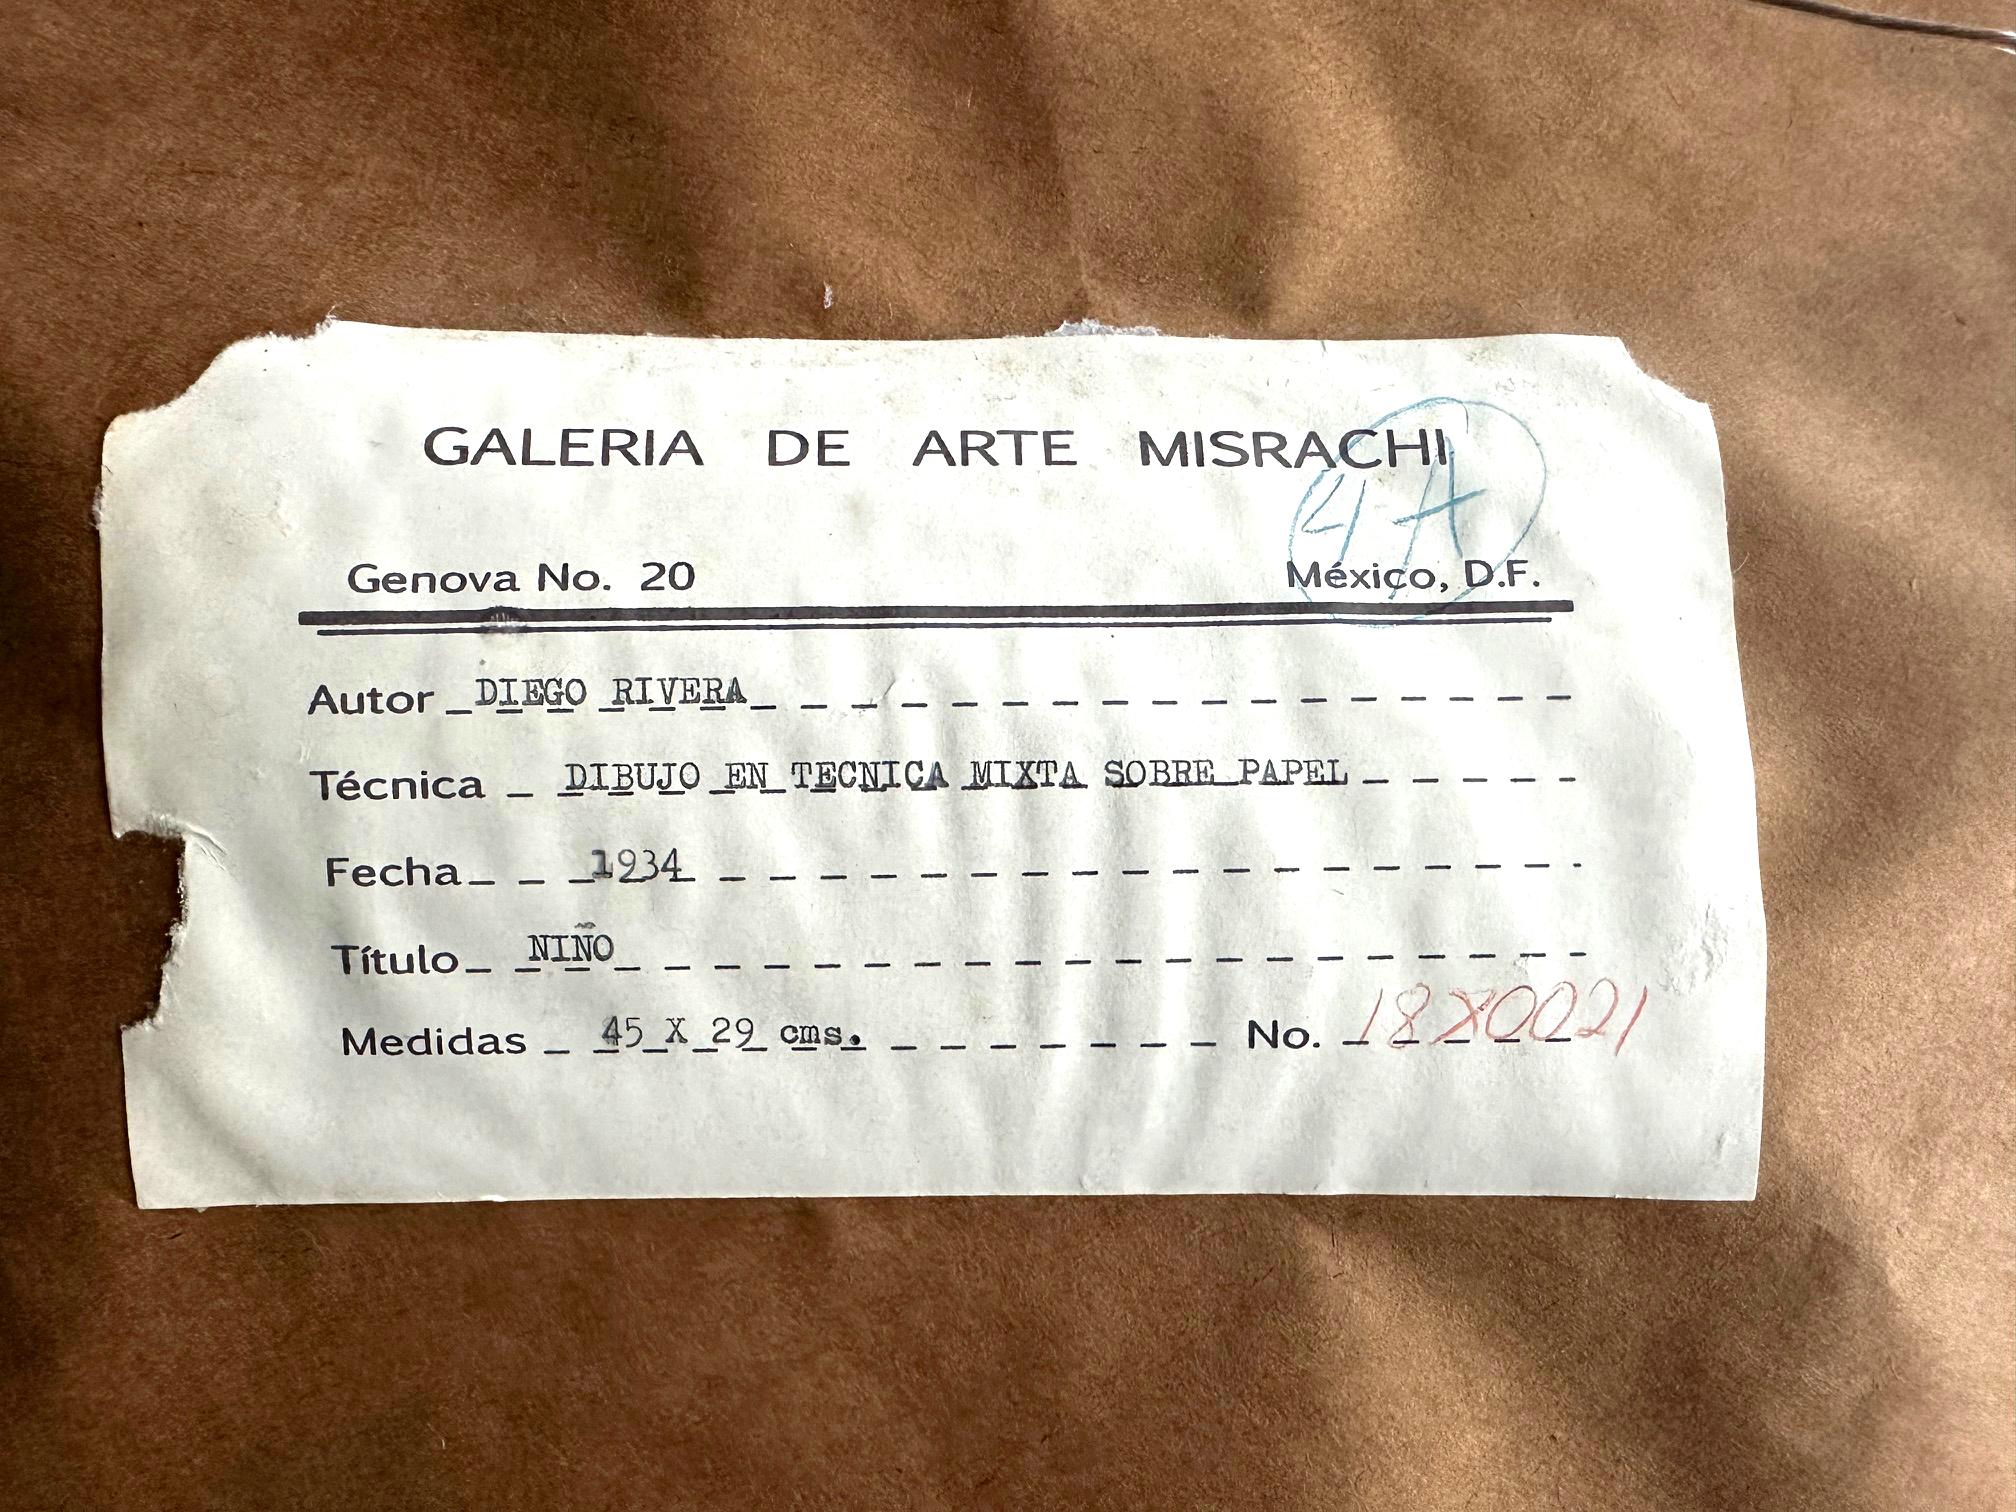 GALERIA DE ARTE MISRACHI
4A
Genova No. 20 México, D.F.
Autor DIEGO RIVERA
Técnica DIBUJO EN TECNICA MIXTA SOBRE PAPEL
Fecha 1934
Título NIÑO
Medidas 45 X 29 cms. No. 18X0021